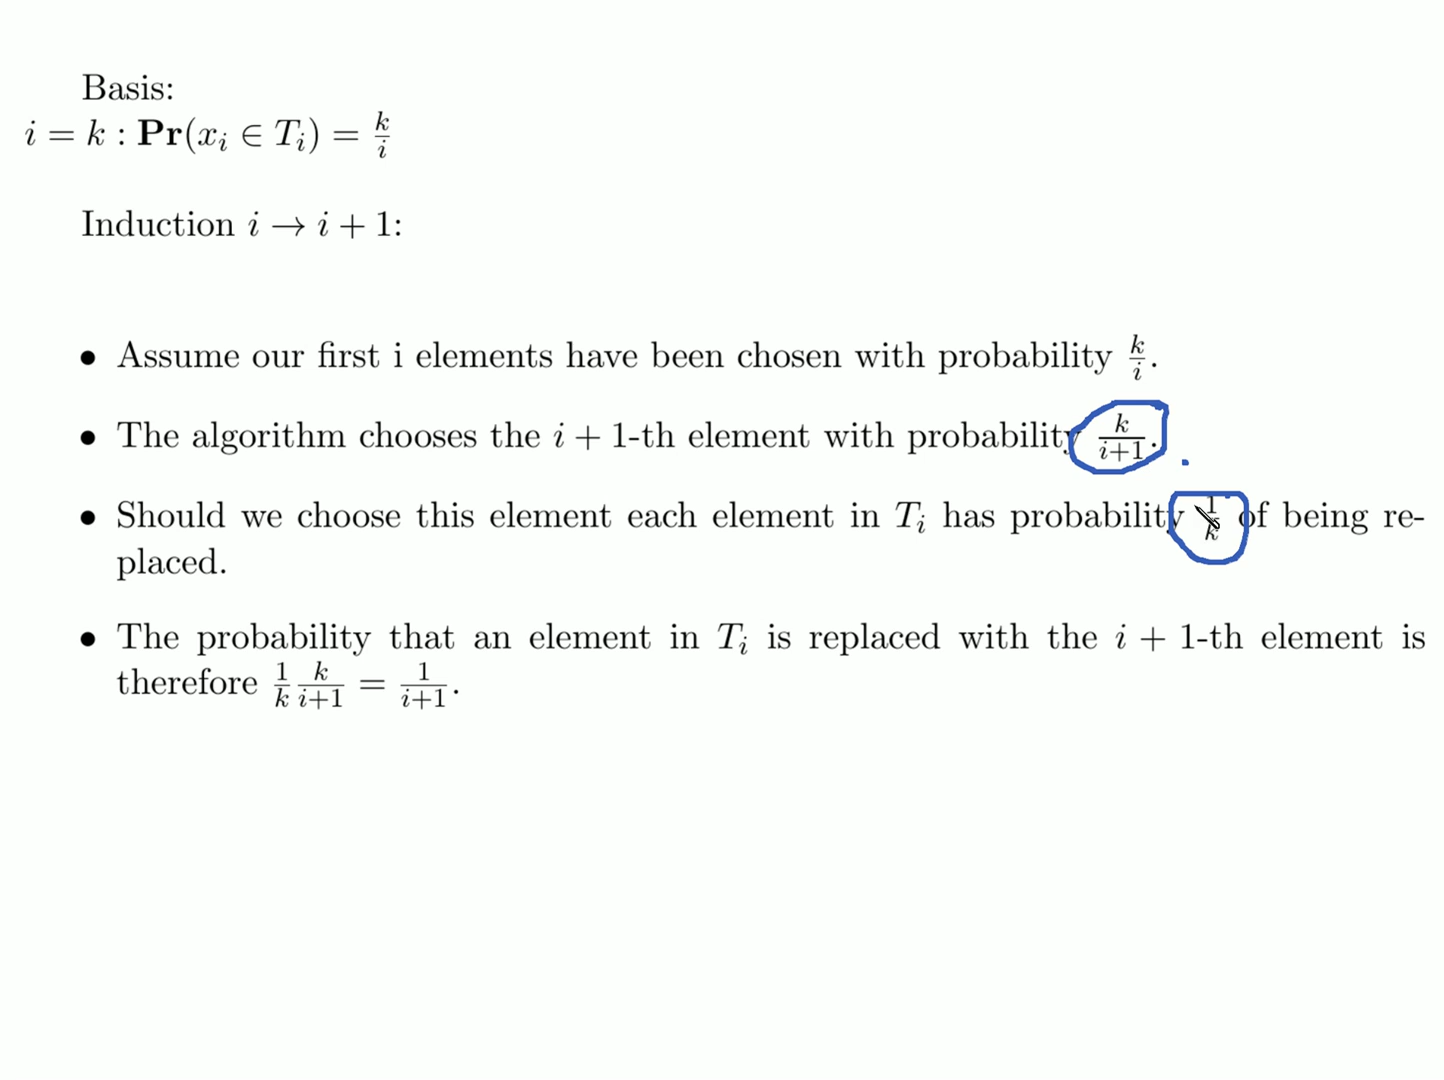 Basis:
i = k : Pr(x_i ∈ T_i) = k/i
Induction i → i + 1:
• Assume our first i elements have been chosen with probability k/i.
• The algorithm chooses the i + 1-th element with probability k/(i+1).
• Should we choose this element each element in T_i has probability 1/k of being re-
placed.
• The probability that an element in T_i is replaced with the i + 1-th element is
therefore 1/k k/(i+1) = 1/(i+1).